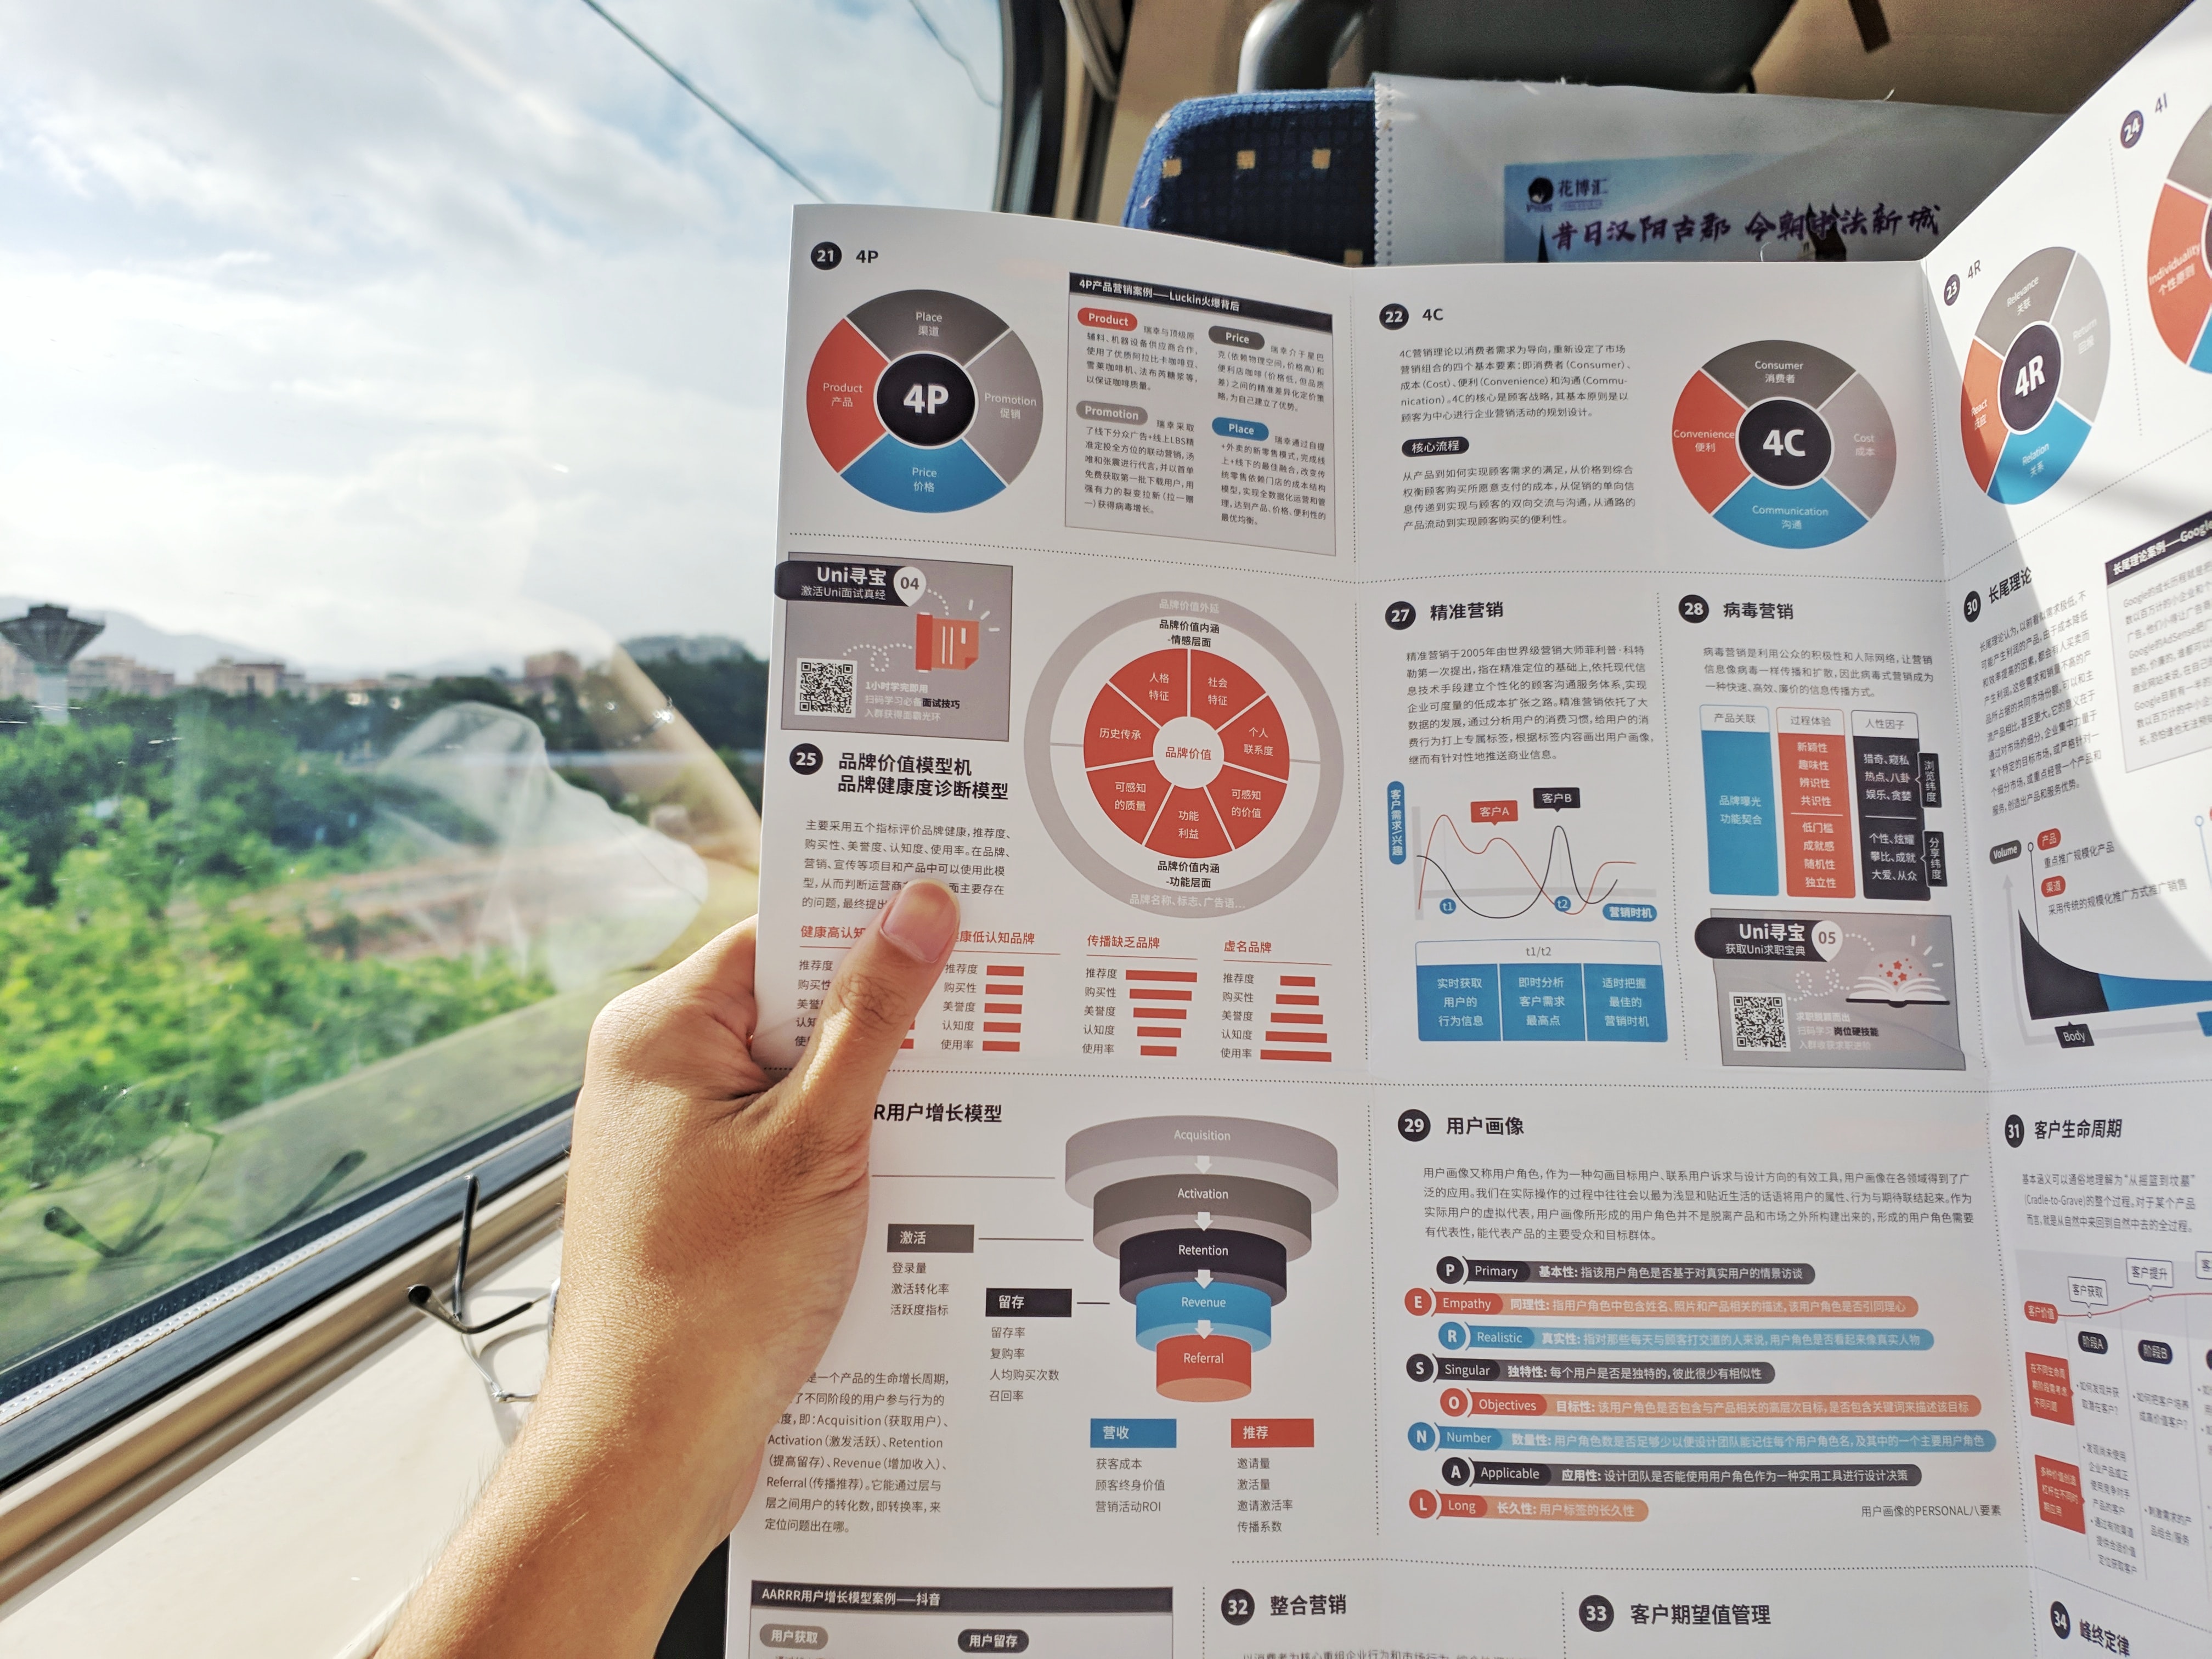 花博汇
昔日汉阳古郡 今朝书法新城
21 4P
Place
渠道
Product
产品
4P
Promotion
促销
Price
价格
4P产品营销案例——Luckin火爆背后
Product 瑞幸与顶级原
辅料、机器设备供应商合作,
使用了优质阿拉比卡咖啡豆、
雪莱咖啡机、法布芮糖浆等,
以保证咖啡质量。
Price 瑞幸介于星巴
克(依赖物理空间,价格高)和
便利店咖啡(价格低,但品质
差)之间的精准差异化定价策
略,为自己建立了优势。
Promotion 瑞幸采取
了线下分众广告+线上LBS精
准定投全方位的联动营销,汤
唯和张震进行代言,并以首单
免费获取第一批下载用户,用
强有力的裂变拉新(拉一赠
一)获得病毒增长。
Place 瑞幸通过自提
+外卖的新零售模式,完成线
上+线下的最佳融合,改变传
统零售依赖门店的成本结构
模型,实现全数据化运营和管
理,达到产品、价格、便利性的
最优均衡。
22 4C
4C营销理论以消费者需求为导向,重新设定了市场
营销组合的四个基本要素:即消费者(Consumer)、
成本(Cost)、便利(Convenience)和沟通(Commu-
nication)。4C的核心是顾客战略,其基本原则是以
顾客为中心进行企业营销活动的规划设计。
核心流程
从产品到如何实现顾客需求的满足,从价格到综合
权衡顾客购买所愿意支付的成本,从促销的单向信
息传递到实现与顾客的双向交流与沟通,从通路的
产品流动到实现顾客购买的便利性。
Consumer
消费者
Convenience
便利
4C
Cost
成本
Communication
沟通
23 4R
Relevance
关联
Return
回报
React
反应
4R
Relation
关系
24 4I
Individuality
个性原则
Uni寻宝 04
激活Uni面试真经
1小时学完即用
扫码学习必备面试技巧
入群获得面霸光环
25 品牌价值模型机
品牌健康度诊断模型
主要采用五个指标评价品牌健康,推荐度、
购买性、美誉度、认知度、使用率。在品牌、
营销、宣传等项目和产品中可以使用此模
型,从而判断运营商 面主要存在
的问题,最终提出
品牌价值外延
品牌价值内涵
-情感层面
人格
特征
社会
特征
历史传承
个人
联系度
品牌价值
可感知
的质量
可感知
的价值
功能
利益
品牌价值内涵
-功能层面
品牌名称、标志、广告语...
健康高认知
推荐度
购买性
美誉度
认知
使用
健康低认知品牌
推荐度
购买性
美誉度
认知度
使用率
传播缺乏品牌
推荐度
购买性
美誉度
认知度
使用率
虚名品牌
推荐度
购买性
美誉度
认知度
使用率
27 精准营销
精准营销于2005年由世界级营销大师菲利普·科特
勒第一次提出,指在精准定位的基础上,依托现代信
息技术手段建立个性化的顾客沟通服务体系,实现
企业可度量的低成本扩张之路。精准营销依托了大
数据的发展,通过分析用户的消费习惯,给用户的消
费行为打上专属标签,根据标签内容画出用户画像,
继而有针对性地推送商业信息。
客户需求/兴趣
客户A
客户B
t1
t2
营销时机
t1/t2
实时获取
用户的
行为信息
即时分析
客户需求
最高点
适时把握
最佳的
营销时机
28 病毒营销
病毒营销是利用公众的积极性和人际网络,让营销
信息像病毒一样传播和扩散,因此病毒式营销成为
一种快速、高效、廉价的信息传播方式。
产品关联
品牌曝光
功能契合
过程体验
新颖性
趣味性
辨识性
共识性
低门槛
成就感
随机性
独立性
人性因子
猎奇、窥私
热点、八卦
娱乐、贪婪
个性、炫耀
攀比、成就
大爱、从众
浏览纬度
分享纬度
Uni寻宝 05
获取Uni求职宝典
求职脱颖而出
扫码学习岗位硬技能
入群收获求职进阶
30 长尾理论
长尾理论案例——Google
Volume
产品
重点推广规模化产品
渠道
采用传统的规模化推广方式推广销售
Body
R用户增长模型
Acquisition
Activation
Retention
Revenue
Referral
激活
登录量
激活转化率
活跃度指标
留存
留存率
复购率
人均购买次数
召回率
营收
获客成本
顾客终身价值
营销活动ROI
推荐
邀请量
激活量
邀请激活率
传播系数
是一个产品的生命增长周期,
了不同阶段的用户参与行为的
度,即:Acquisition(获取用户)、
Activation(激发活跃)、Retention
(提高留存)、Revenue(增加收入)、
Referral(传播推荐)。它能通过层与
层之间用户的转化数,即转换率,来
定位问题出在哪。
29 用户画像
用户画像又称用户角色,作为一种勾画目标用户、联系用户诉求与设计方向的有效工具,用户画像在各领域得到了广
泛的应用。我们在实际操作的过程中往往会以最为浅显和贴近生活的话语将用户的属性、行为与期待联结起来。作为
实际用户的虚拟代表,用户画像所形成的用户角色并不是脱离产品和市场之外所构建出来的,形成的用户角色需要
有代表性,能代表产品的主要受众和目标群体。
P Primary 基本性:指该用户角色是否基于对真实用户的情景访谈
E Empathy 同理性:指用户角色中包含姓名、照片和产品相关的描述,该用户角色是否引同理心
R Realistic 真实性:指对那些每天与顾客打交道的人来说,用户角色是否看起来像真实人物
S Singular 独特性:每个用户是否是独特的,彼此很少有相似性
O Objectives 目标性:该用户角色是否包含与产品相关的高层次目标,是否包含关键词来描述该目标
N Number 数量性:用户角色数是否足够少以便设计团队能记住每个用户角色名,及其中的一个主要用户角色
A Applicable 应用性:设计团队是否能使用用户角色作为一种实用工具进行设计决策
L Long 长久性:用户标签的长久性
用户画像的PERSONAL八要素
31 客户生命周期
基本涵义可以通俗地理解为“从摇篮到坟墓”
(Cradle-to-Grave)的整个过程。对于某个产品
而言,就是从自然中来回到自然中去的全过程。
客户获取
客户提升
客户价值
阶段A
阶段B
AARRR用户增长模型案例——抖音
用户获取
用户留存
32 整合营销
33 客户期望值管理
34 峰终定律